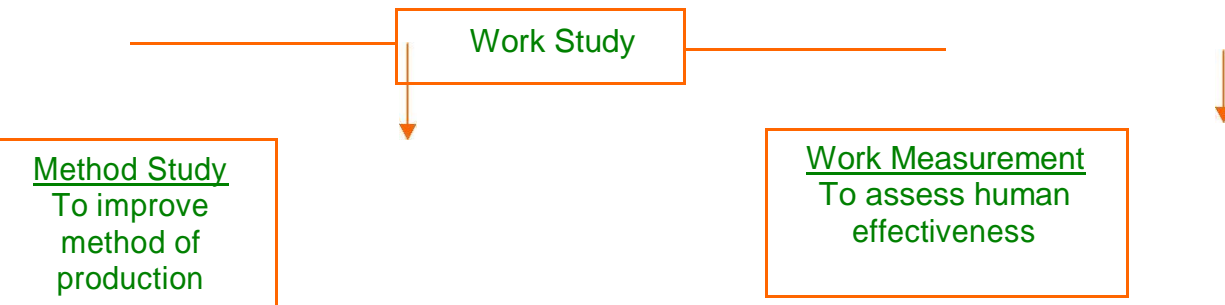 Work Study
Method Study
To improve
method of
production
Work Measurement
To assess human
effectiveness